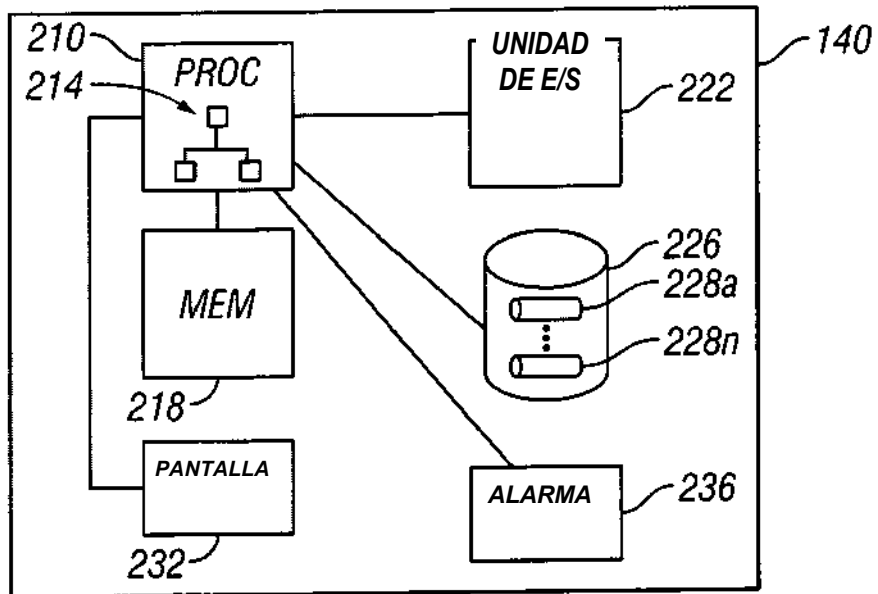 210
PROC
214
UNIDAD
DE E/S
140
222
MEM
218
226
228a
228n
PANTALLA
232
ALARMA
236